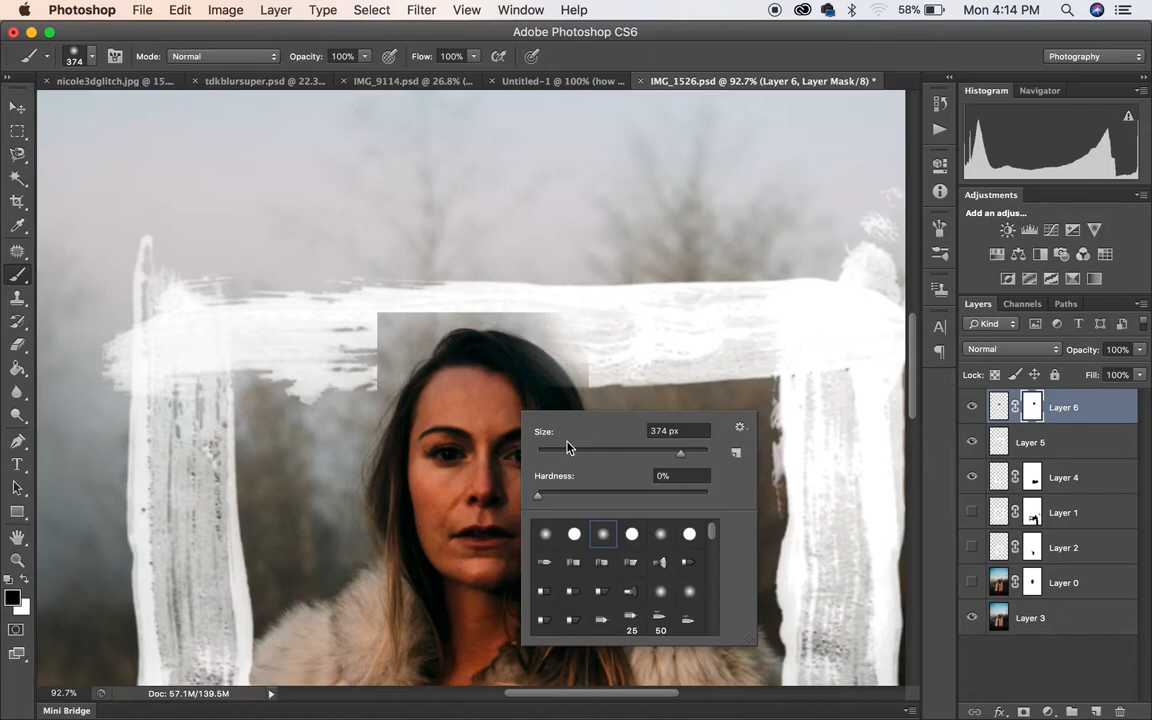 Photoshop File Edit Image Layer Type Select Filter View Window Help 58% Mon 4:14 PM
Adobe Photoshop CS6
374 Mode: Normal Opacity: 100% Flow: 100% Photography
nicole3dglitch.jpg @ 15.... tdkblursuper.psd @ 22.3... IMG_9114.psd @ 26.8% (... Untitled-1 @ 100% (how ... IMG_1526.psd @ 92.7% (Layer 6, Layer Mask/8) *
Histogram Navigator
Adjustments
Add an adjus...
Layers Channels Paths
Kind
Normal Opacity: 100%
Lock: Fill: 100%
Layer 6
Layer 5
Layer 4
Layer 1
Layer 2
Layer 0
Layer 3
Size: 374 px
Hardness: 0%
25 50
92.7% Doc: 57.1M/139.5M
Mini Bridge